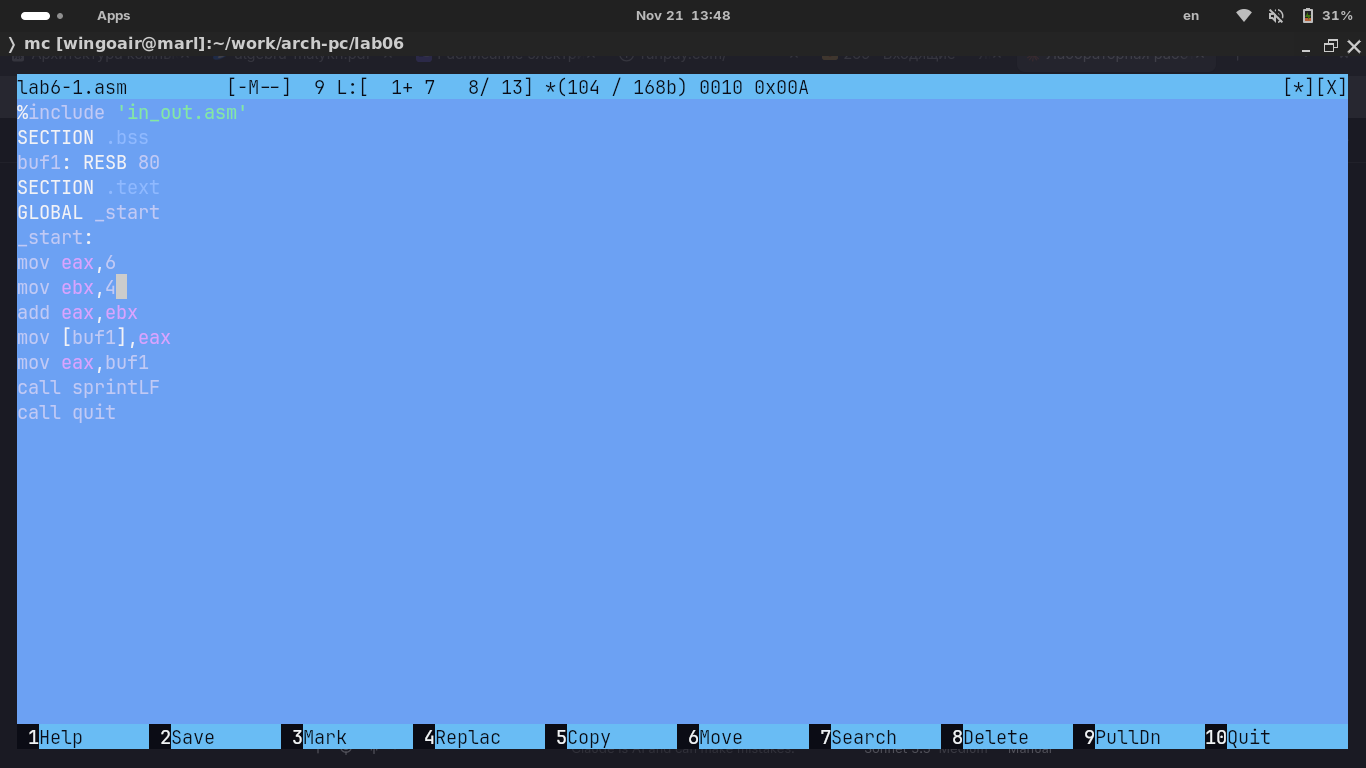 Apps
Nov 21 13:48
en
31%
❭ mc [wingoair@marl]:~/work/arch-pc/lab06
lab6-1.asm [-M--] 9 L:[ 1+ 7 8/ 13] *(104 / 168b) 0010 0x00A [*][X]
%include 'in_out.asm'
SECTION .bss
buf1: RESB 80
SECTION .text
GLOBAL _start
_start:
mov eax,6
mov ebx,4
add eax,ebx
mov [buf1],eax
mov eax,buf1
call sprintLF
call quit
1Help 2Save 3Mark 4Replac 5Copy 6Move 7Search 8Delete 9PullDn 10Quit